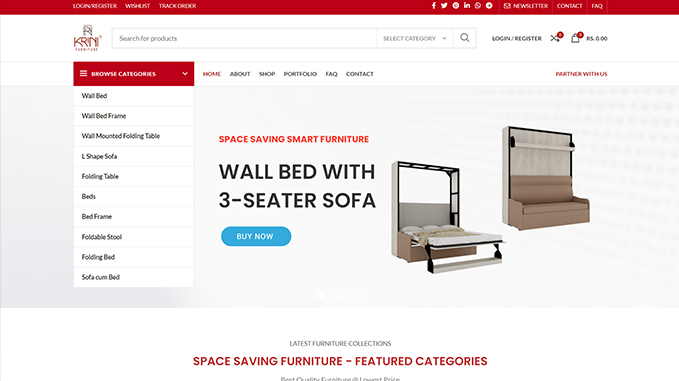 LOGIN/REGISTER WISHLIST TRACK ORDER
NEWSLETTER CONTACT FAQ
KRINI
FURNITURE
Search for products
SELECT CATEGORY
LOGIN / REGISTER
0
0
RS. 0.00
BROWSE CATEGORIES
HOME ABOUT SHOP PORTFOLIO FAQ CONTACT
PARTNER WITH US
Wall Bed
Wall Bed Frame
Wall Mounted Folding Table
L Shape Sofa
Folding Table
Beds
Bed Frame
Foldable Stool
Folding Bed
Sofa cum Bed
SPACE SAVING SMART FURNITURE
WALL BED WITH
3-SEATER SOFA
BUY NOW
LATEST FURNITURE COLLECTIONS
SPACE SAVING FURNITURE - FEATURED CATEGORIES
Best Quality Furniture @ Lowest Price